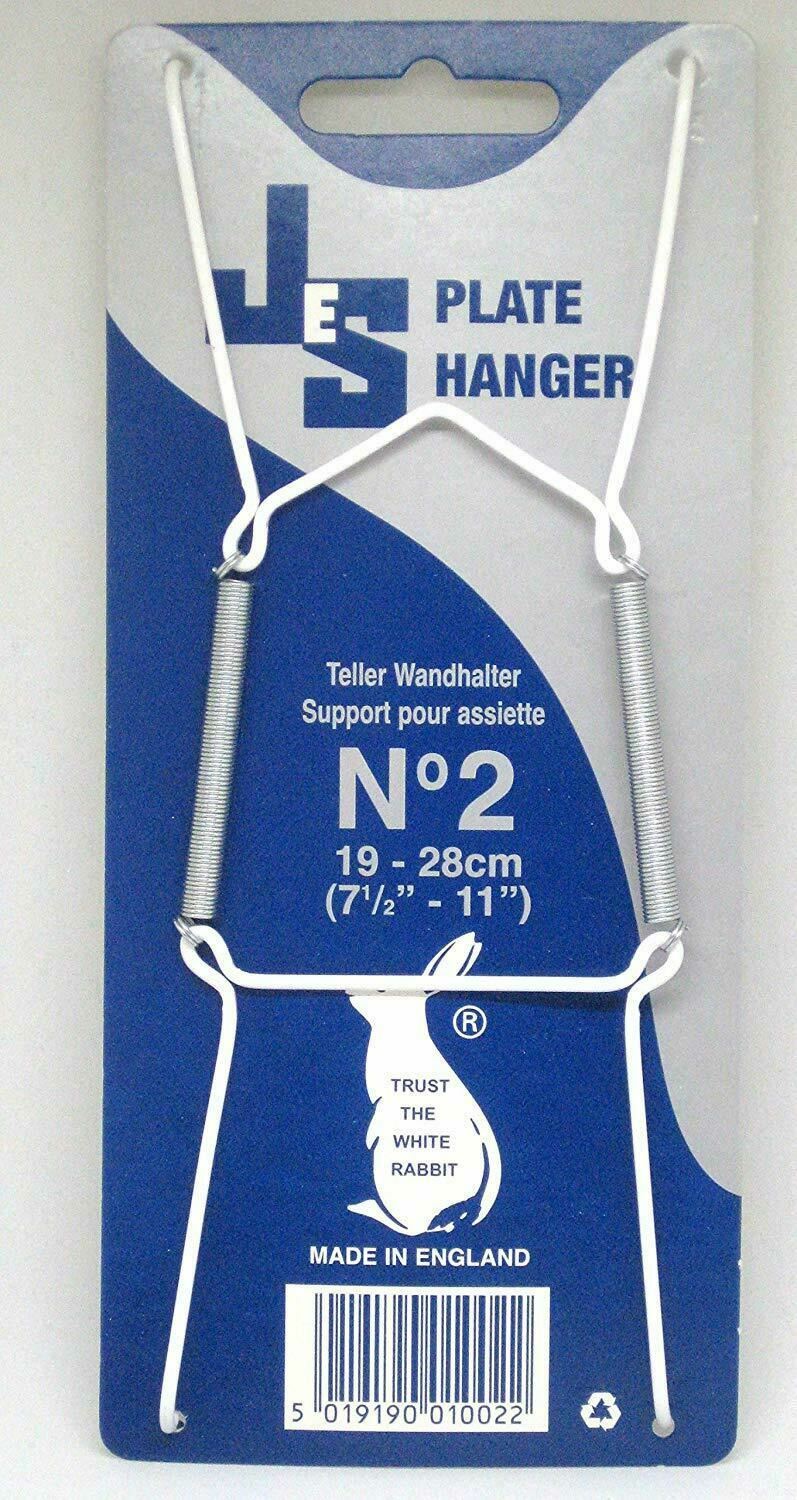 JES
PLATE
HANGER
Teller Wandhalter
Support pour assiette
Nº2
19 - 28cm
(7½” - 11”)
®
TRUST
THE
WHITE
RABBIT
MADE IN ENGLAND
5 019190 010022